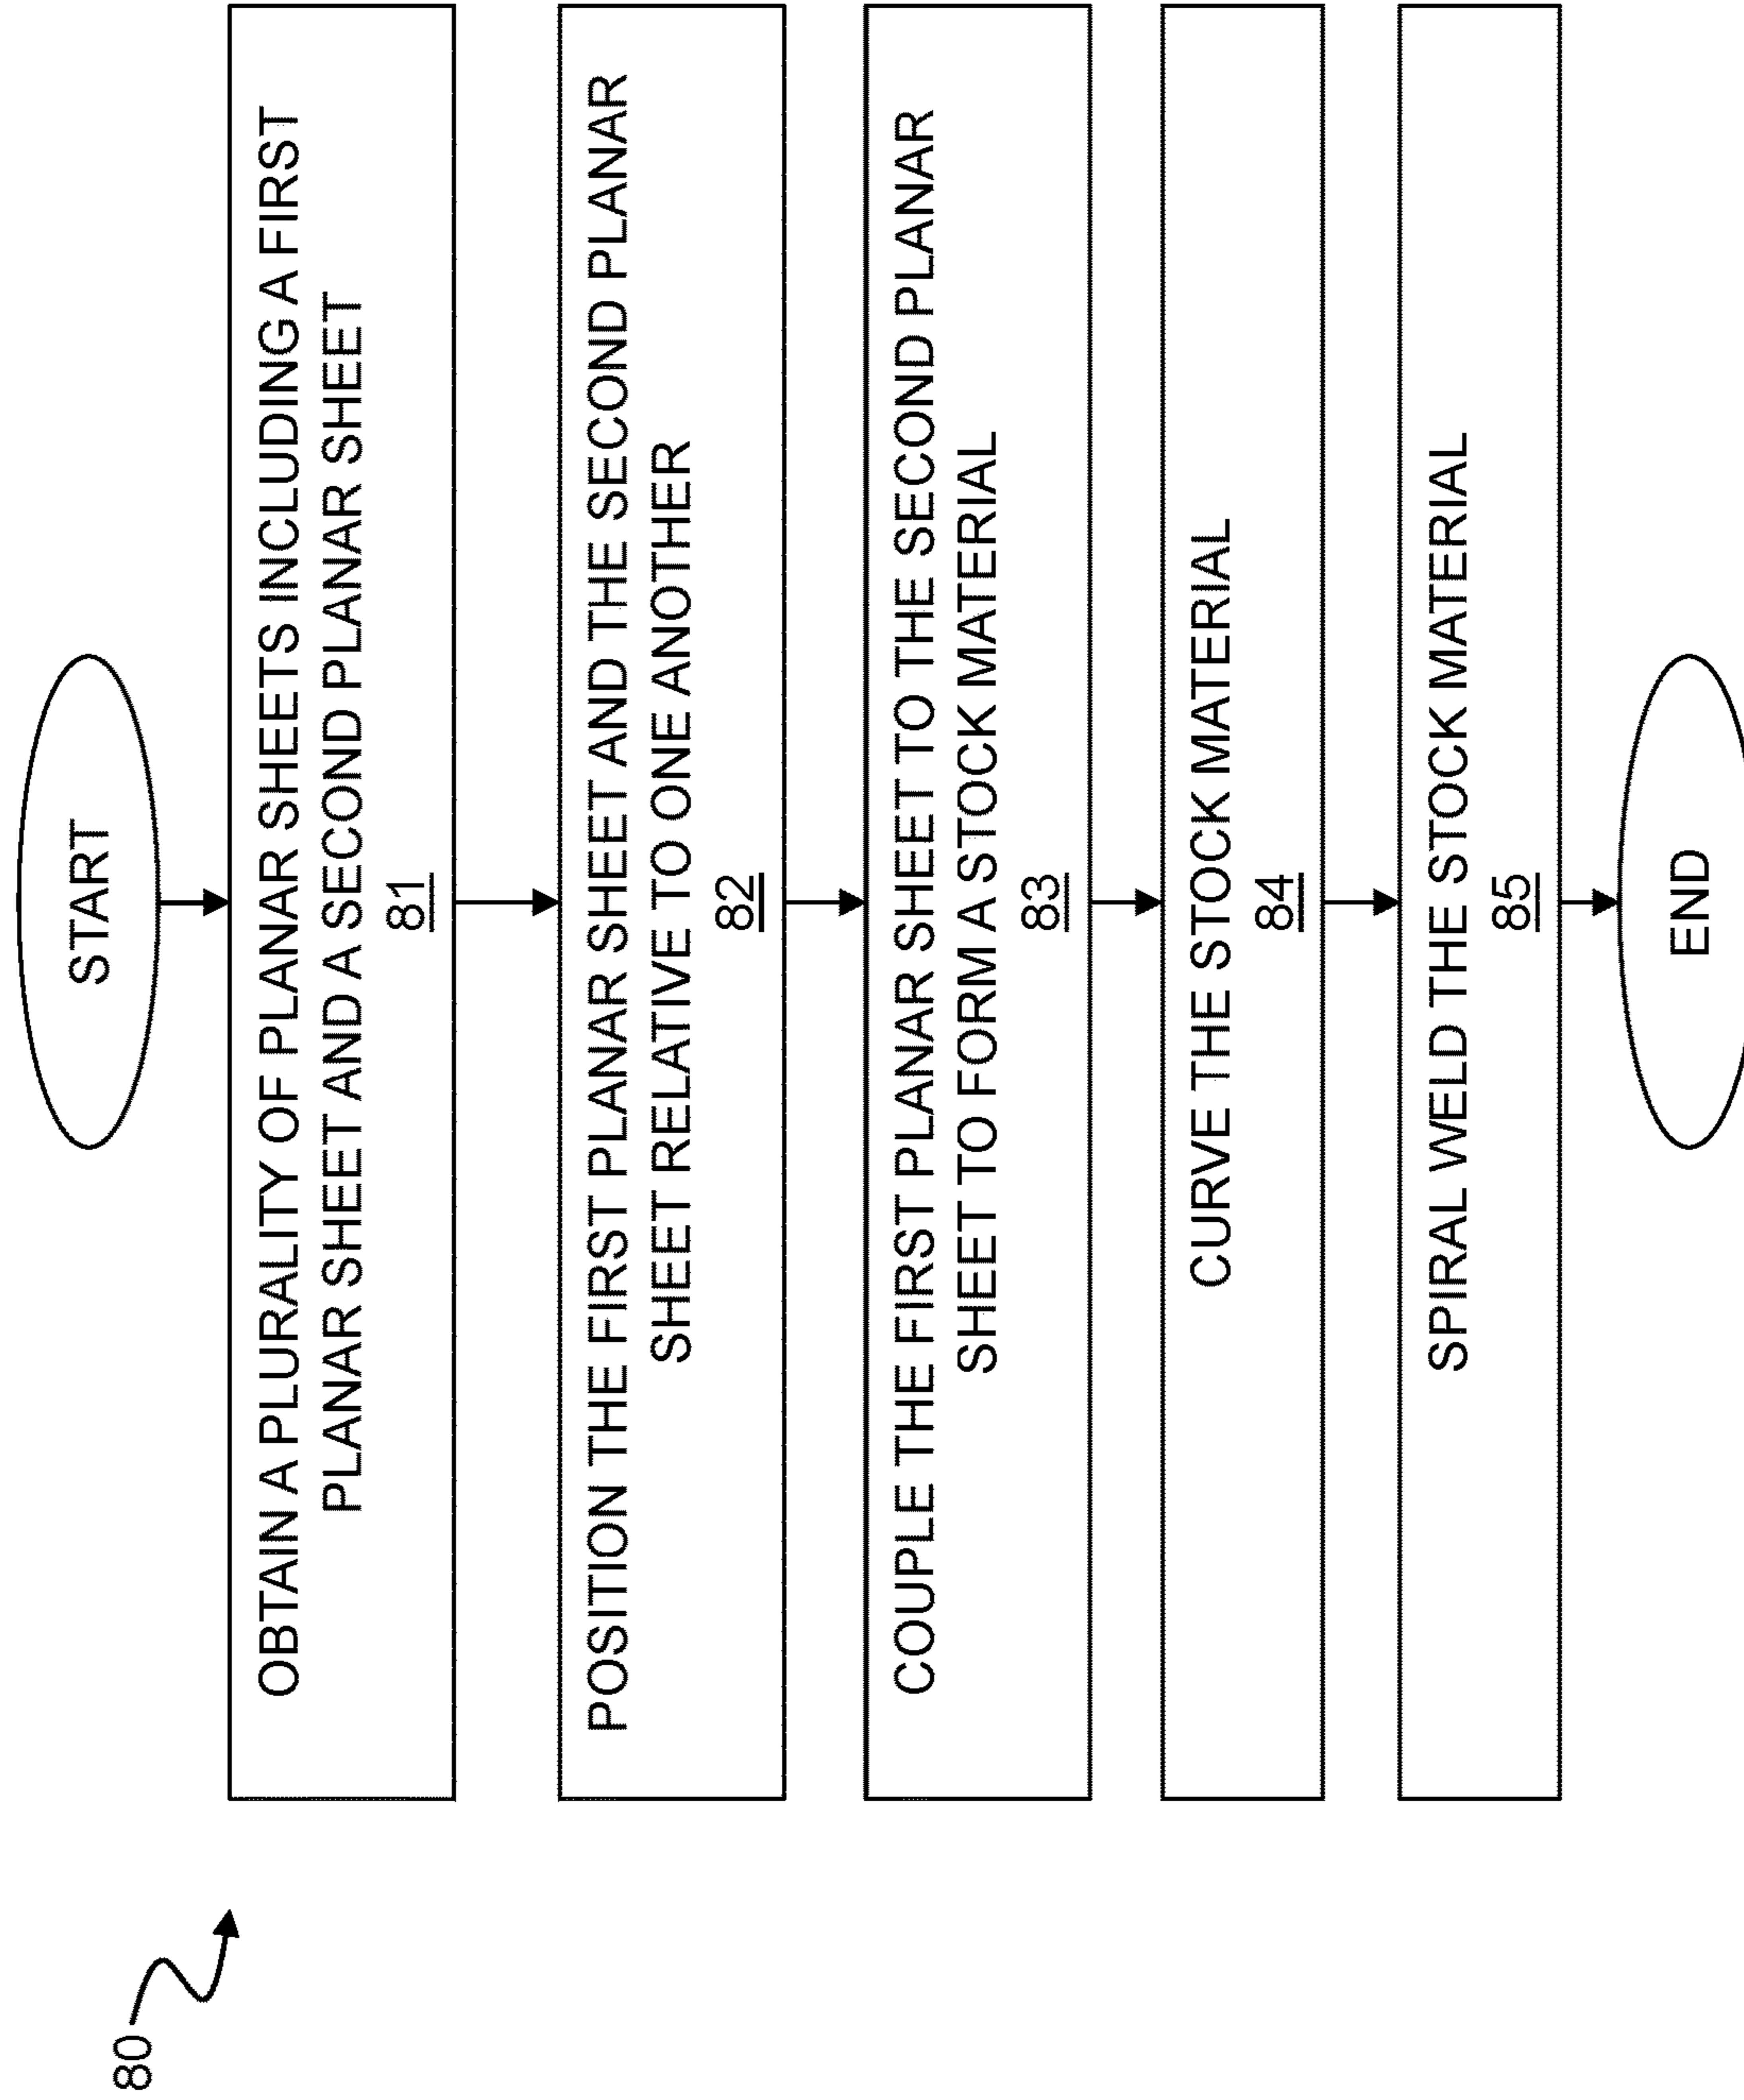 80
START
OBTAIN A PLURALITY OF PLANAR SHEETS INCLUDING A FIRST
PLANAR SHEET AND A SECOND PLANAR SHEET
81
POSITION THE FIRST PLANAR SHEET AND THE SECOND PLANAR
SHEET RELATIVE TO ONE ANOTHER
82
COUPLE THE FIRST PLANAR SHEET TO THE SECOND PLANAR
SHEET TO FORM A STOCK MATERIAL
83
CURVE THE STOCK MATERIAL
84
SPIRAL WELD THE STOCK MATERIAL
85
END